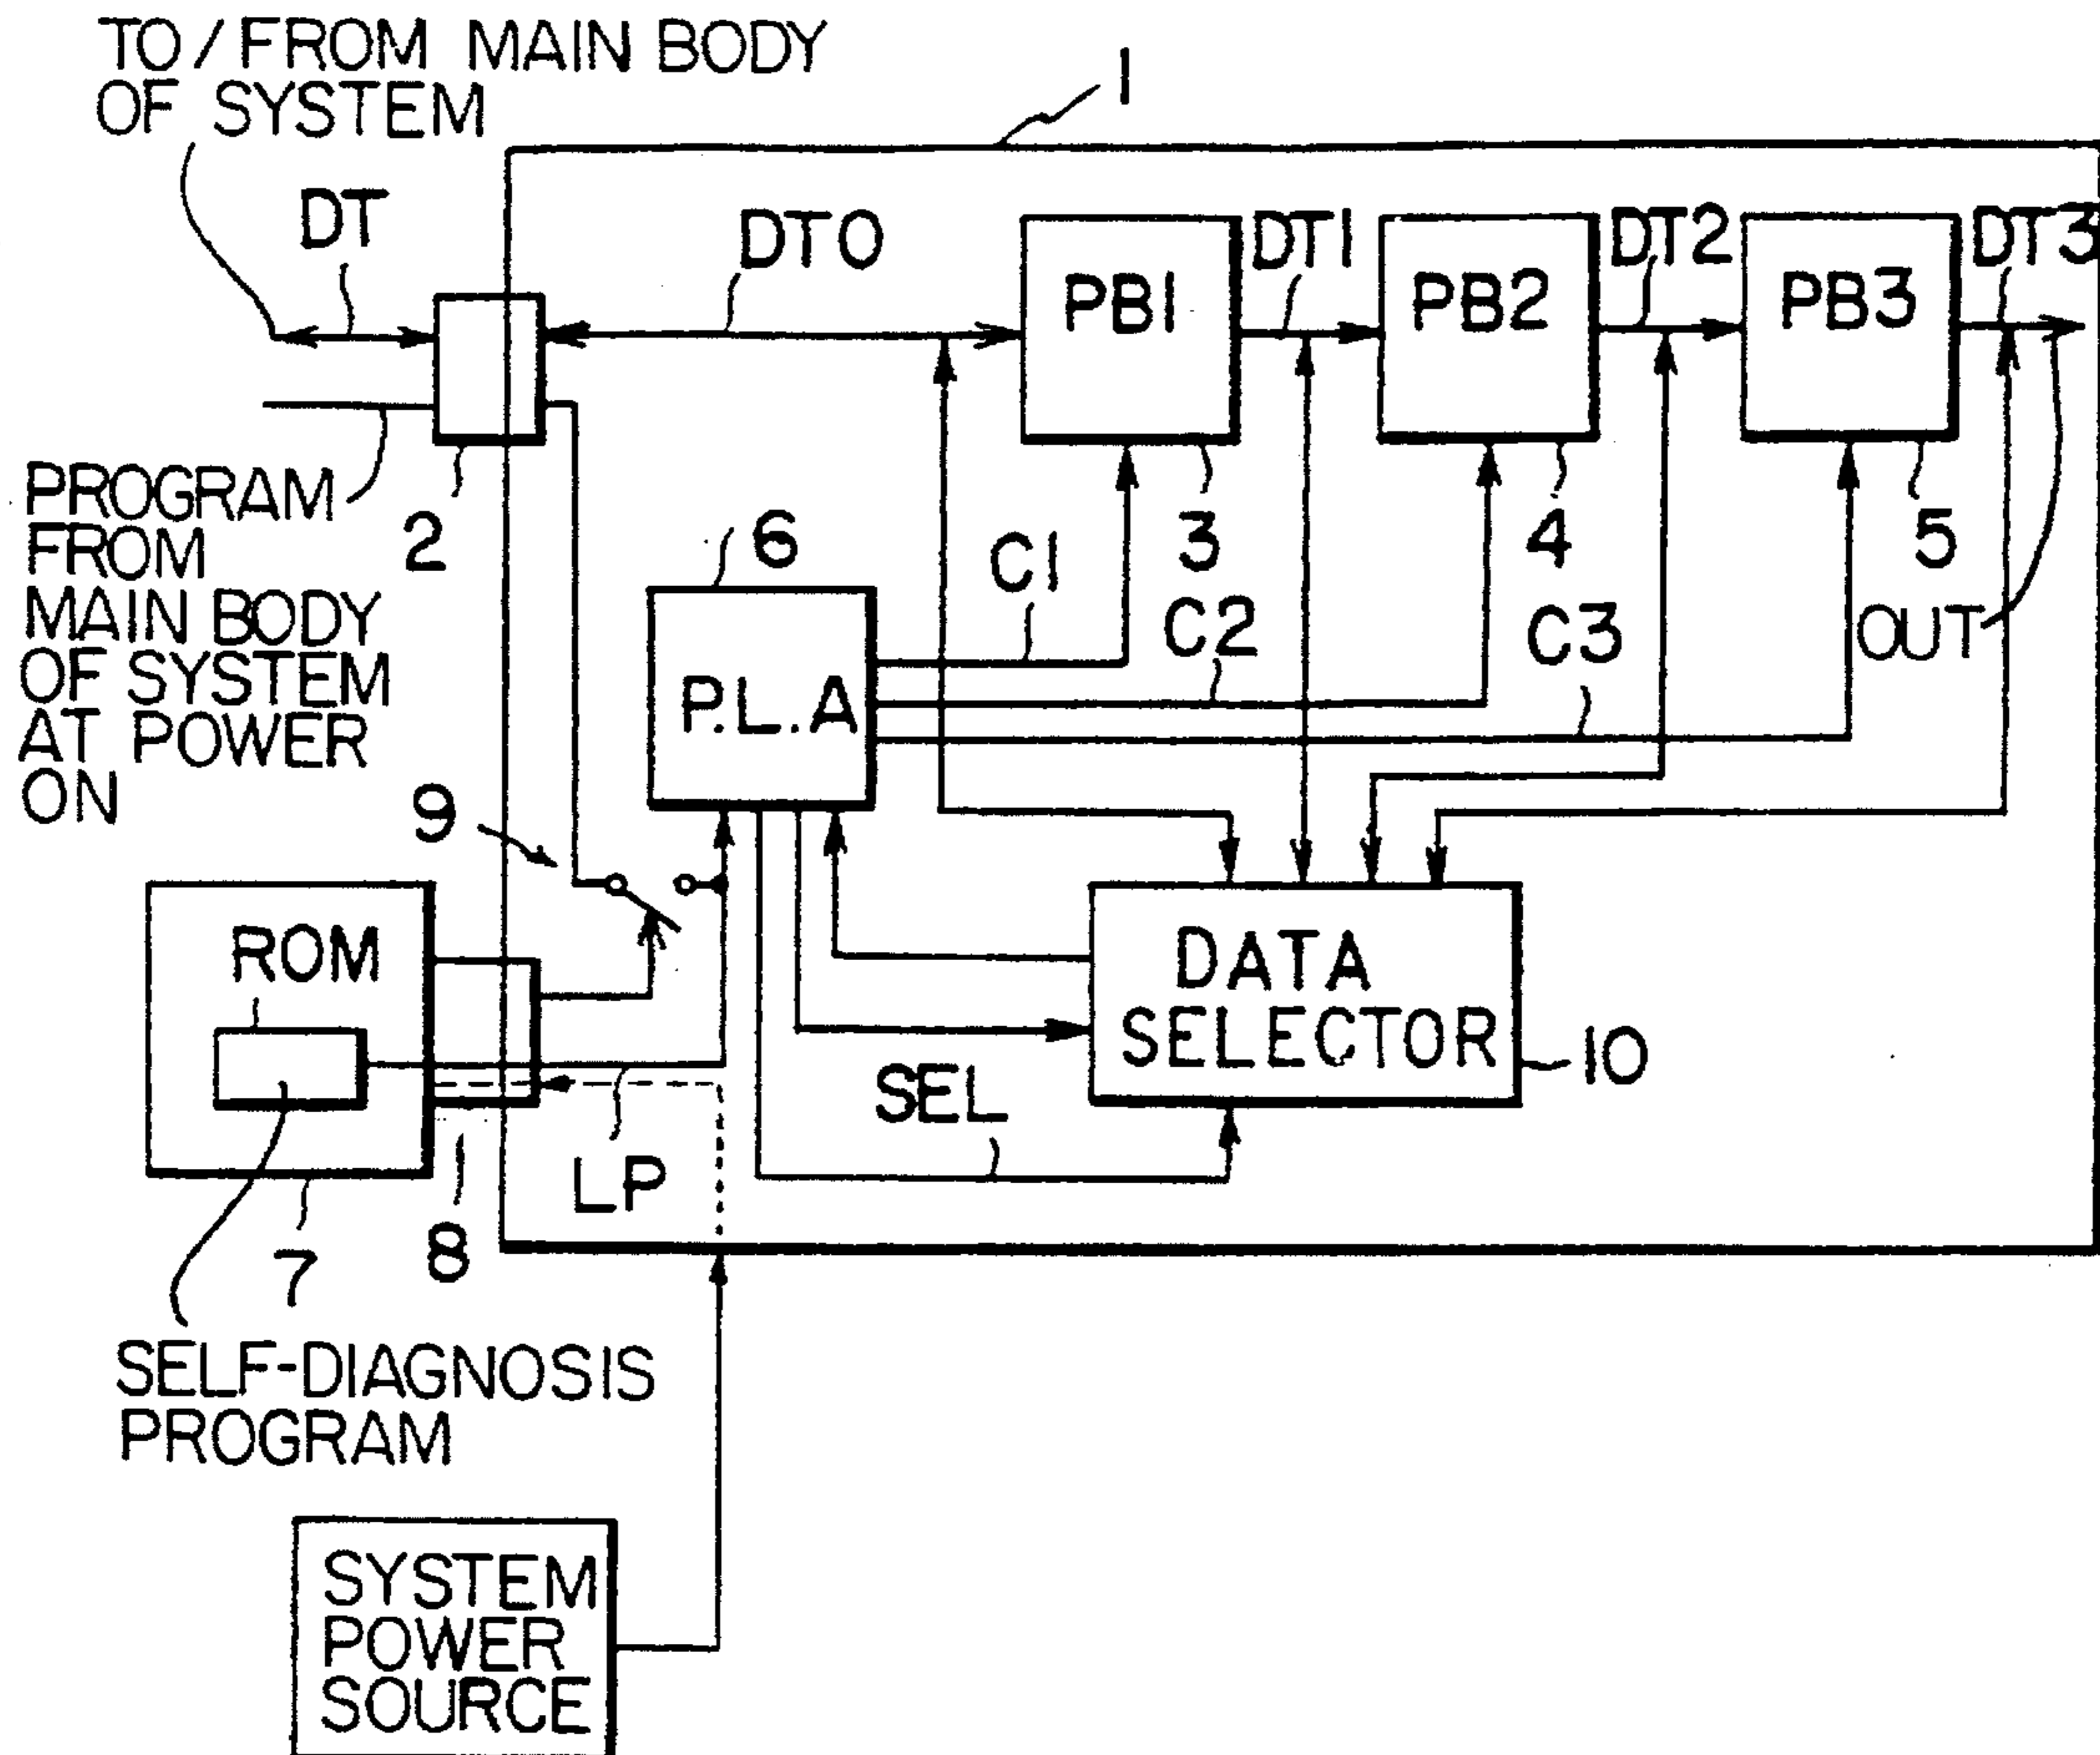 TO/FROM MAIN BODY
OF SYSTEM
1
DT
DT0
PB1
DT1
PB2
DT2
PB3
DT3
PROGRAM
FROM
MAIN BODY
OF SYSTEM
AT POWER
ON
2
6
C1
3
C2
4
C3
5
OUT
P.L.A
9
ROM
DATA
SELECTOR
10
SEL
LP
7
8
SELF-DIAGNOSIS
PROGRAM
SYSTEM
POWER
SOURCE